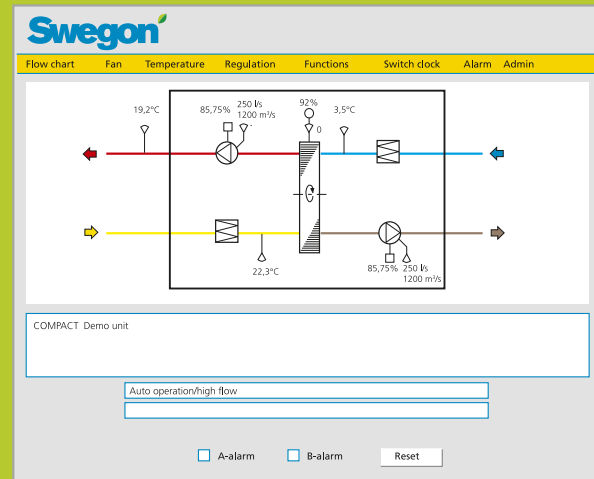 Swegon
Flow chart Fan Temperature Regulation Functions Switch clock Alarm Admin
19,2°C
85,75%
250 l/s
1200 m³/s
92%
0
3,5°C
22,3°C
85,75%
250 l/s
1200 m³/s
COMPACT Demo unit
Auto operation/high flow
A-alarm B-alarm Reset